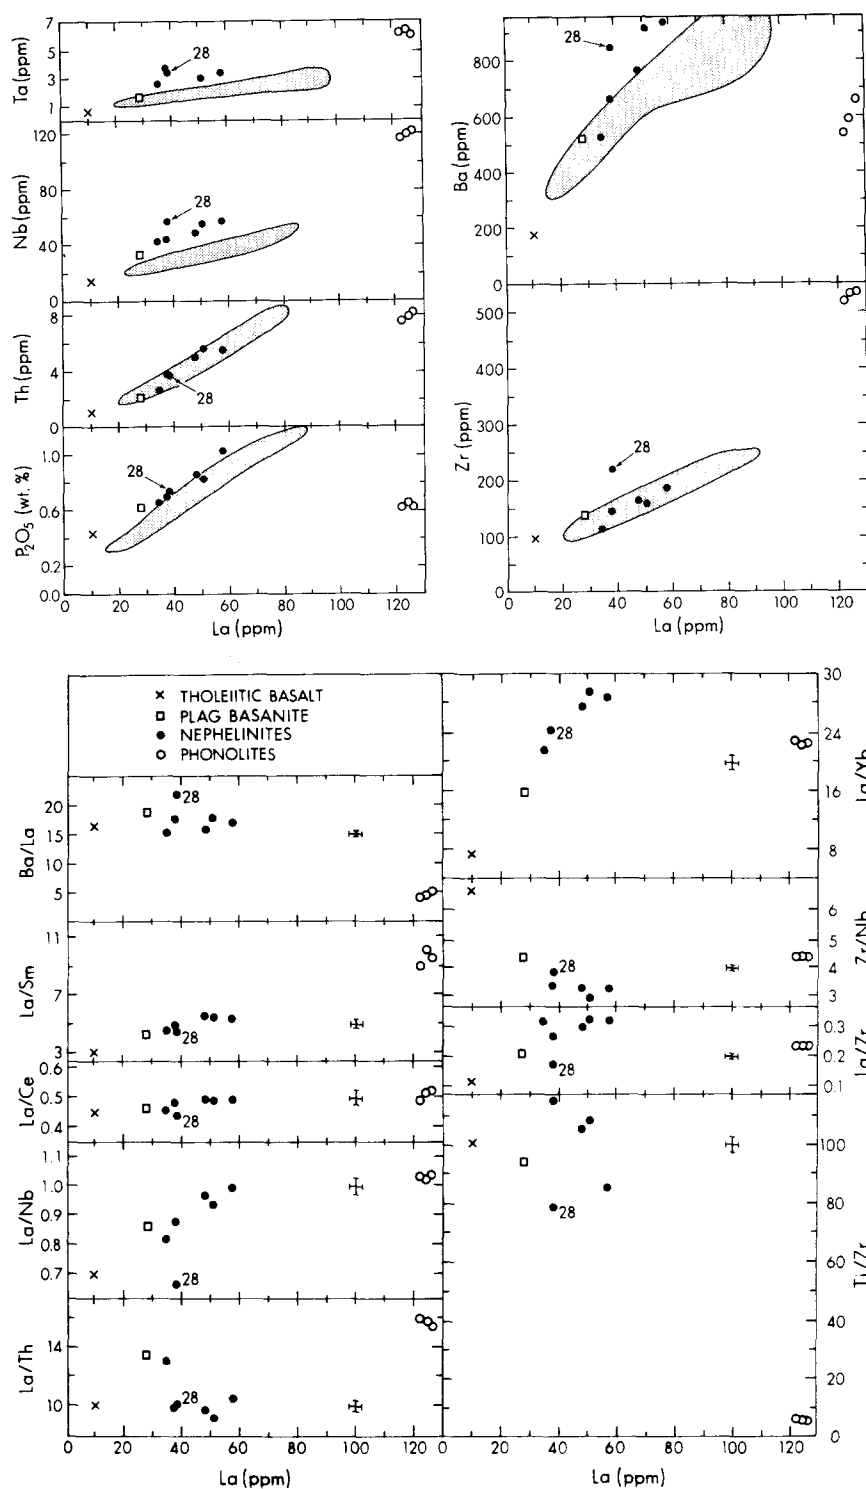 7
5
3
1
Ta (ppm)
28
120
80
40
0
Nb (ppm)
28
8
4
0
Th (ppm)
28
1.0
0.6
0.2
0.0
P2O5 (wt. %)
28
0 20 40 60 80 100 120
La (ppm)
800
600
400
200
0
Ba (ppm)
28
500
400
300
200
100
0
Zr (ppm)
28
0 20 40 60 80 100 120
La (ppm)
× THOLEIITIC BASALT
□ PLAG BASANITE
● NEPHELINITES
○ PHONOLITES
20
15
10
5
Ba/La
28
11
7
3
La/Sm
28
0.6
0.5
0.4
La/Ce
28
1.1
1.0
0.9
0.8
0.7
La/Nb
28
14
10
La/Th
28
0 20 40 60 80 100 120
La (ppm)
30
24
16
8
La/Yb
28
6
5
4
3
Zr/Nb
28
0.3
0.2
0.1
La/Zr
28
100
80
60
40
20
0
Ti/Zr
28
0 20 40 60 80 100 120
La (ppm)